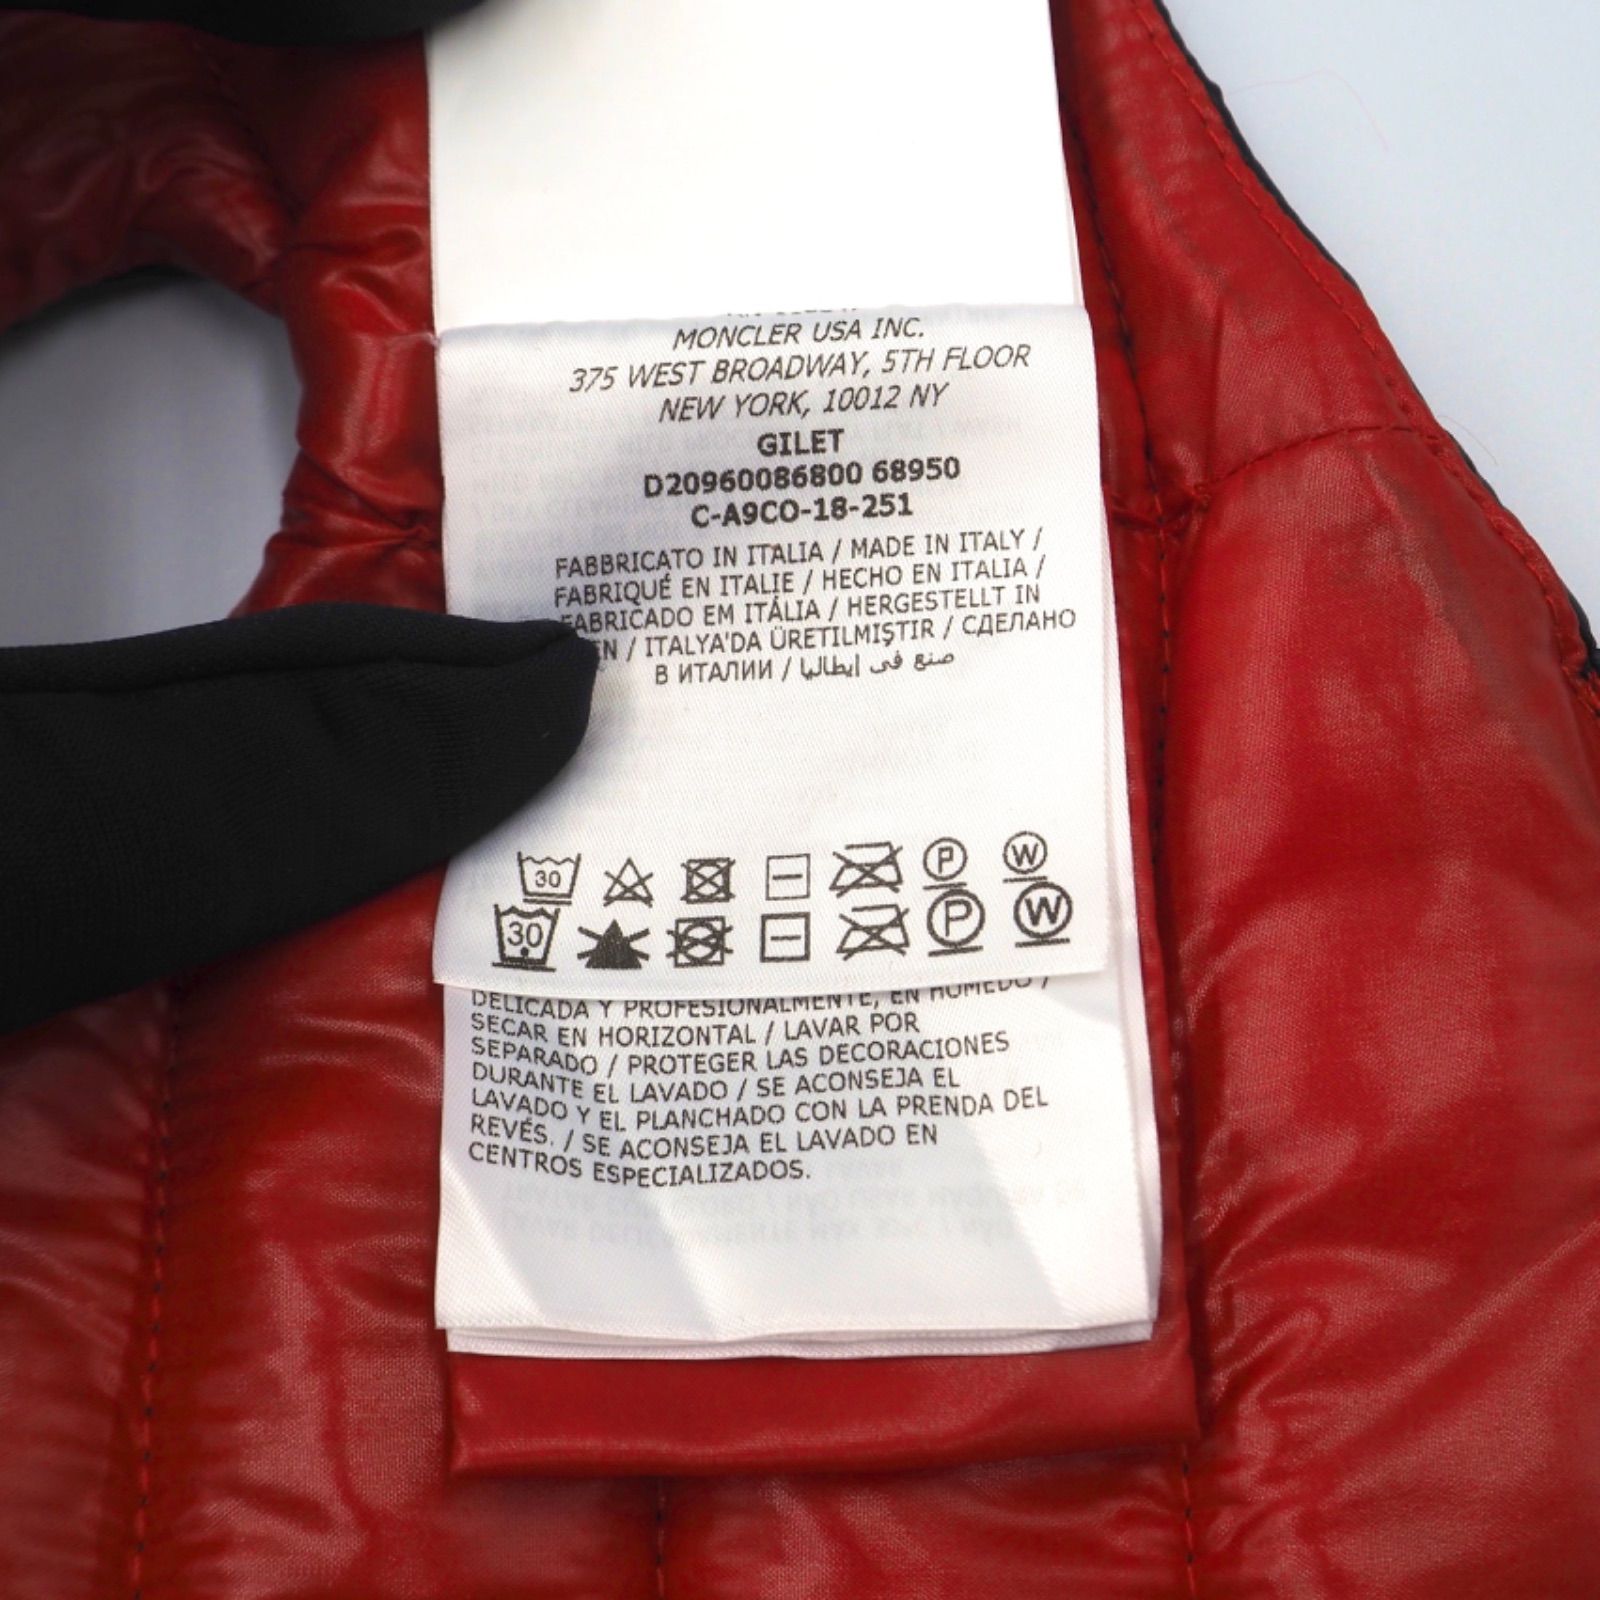 MONCLER USA INC.
375 WEST BROADWAY, 5TH FLOOR
NEW YORK, 10012 NY
GILET
D20960086800 68950
C-A9CO-18-251
FABBRICATO IN ITALIA / MADE IN ITALY /
FABRIQUÉ EN ITALIE / HECHO EN ITALIA /
FABRICADO EM ITÁLIA / HERGESTELLT IN
EN / ITALYA'DA ÜRETILMIŞTIR / СДЕЛАНО
В ИТАЛИИ / صنع في إيطاليا
30 P W
30 P W
DELICADA Y PROFESIONALMENTE, EN HÚMEDO /
SECAR EN HORIZONTAL / LAVAR POR
SEPARADO / PROTEGER LAS DECORACIONES
DURANTE EL LAVADO / SE ACONSEJA EL
LAVADO Y EL PLANCHADO CON LA PRENDA DEL
REVÉS. / SE ACONSEJA EL LAVADO EN
CENTROS ESPECIALIZADOS.